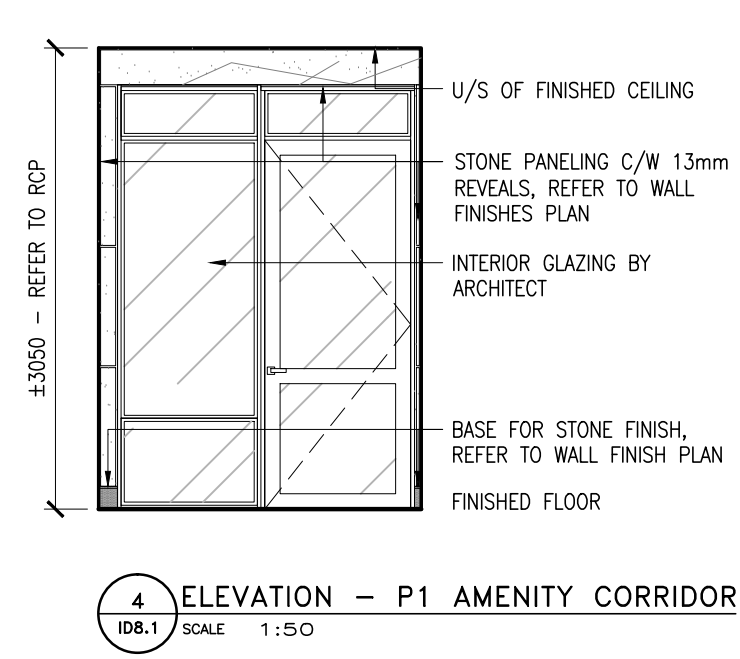 U/S OF FINISHED CEILING
STONE PANELING C/W 13mm
REVEALS, REFER TO WALL
FINISHES PLAN
±3050 – REFER TO RCP
INTERIOR GLAZING BY
ARCHITECT
BASE FOR STONE FINISH,
REFER TO WALL FINISH PLAN
FINISHED FLOOR
4
ID8.1
ELEVATION – P1 AMENITY CORRIDOR
SCALE 1:50